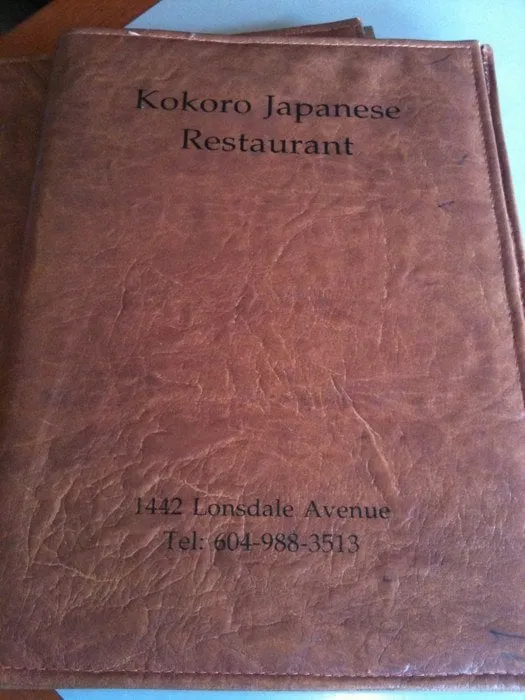 Kokoro Japanese
Restaurant
1442 Lonsdale Avenue
Tel: 604-988-3513